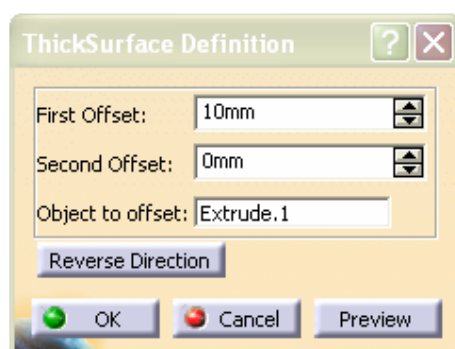 ThickSurface Definition
First Offset: 10mm
Second Offset: 0mm
Object to offset: Extrude.1
Reverse Direction
OK Cancel Preview